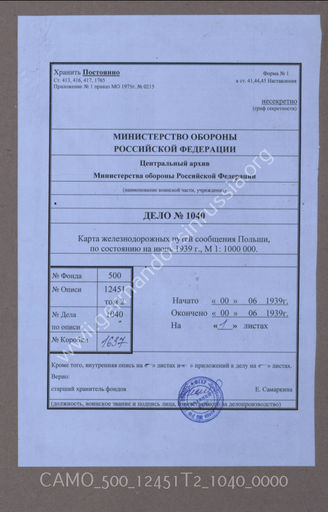 Хранить Постоянно
Форма № 1
Ст. 413, 416, 417, 1765
к ст. 41,44,45 Наставления
Приложение № 1 приказ МО 1975г. № 0215
несекретно
(гриф секретности)
МИНИСТЕРСТВО ОБОРОНЫ
РОССИЙСКОЙ ФЕДЕРАЦИИ
Центральный архив
Министерства обороны Российской Федерации
(наименование воинской части, учреждения)
ДЕЛО № 1040
Карта железнодорожных путей сообщения Польши,
по состоянию на июнь 1939 г., М 1: 1000 000.
№ Фонда 500
№ Описи 12451
том 2
№ Дела 1040
по описи
№ Коробки 1637
Начато « 00 » 06 1939г.
Окончено « 00 » 06 1939г.
На « 1 » листах
Кроме того, внутренняя опись на « » листах и « » приложений к делу на « » листах.
Верно:
старший хранитель фондов Е. Самаркина
(должность, воинское звание и подпись лица, за делопроизводство)
www.germandocsinrussia.org
CAMO_500_12451T2_1040_0000